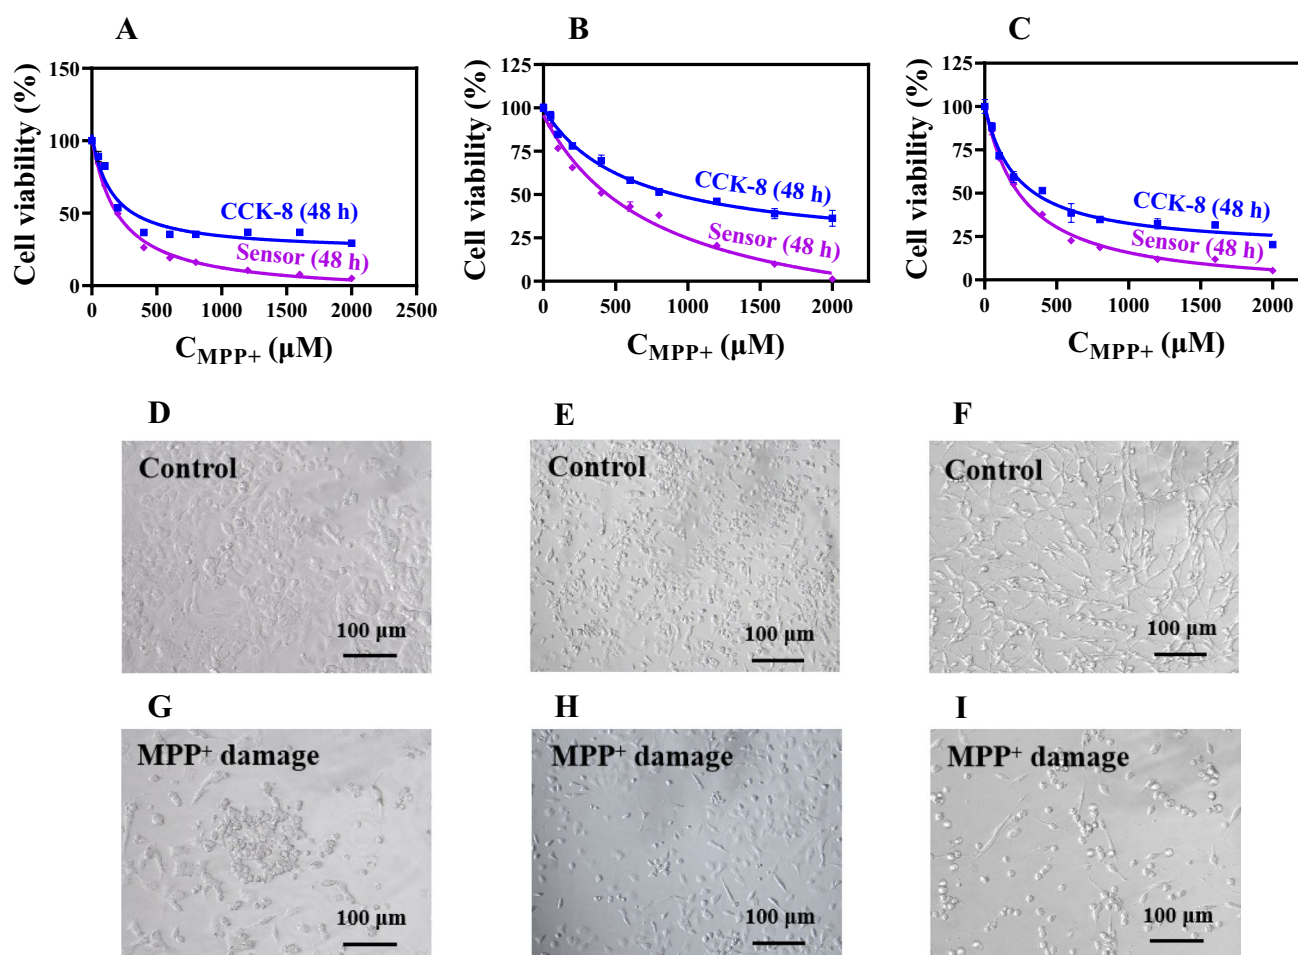 A
B
C
Cell viability (%)
150
100
50
0
CCK-8 (48 h)
Sensor (48 h)
0 500 1000 1500 2000 2500
C_MPP+ (μM)
Cell viability (%)
125
100
75
50
25
0
CCK-8 (48 h)
Sensor (48 h)
0 500 1000 1500 2000
C_MPP+ (μM)
Cell viability (%)
125
100
75
50
25
0
CCK-8 (48 h)
Sensor (48 h)
0 500 1000 1500 2000
C_MPP+ (μM)
D
Control
100 μm
E
Control
100 μm
F
Control
100 μm
G
MPP⁺ damage
100 μm
H
MPP⁺ damage
100 μm
I
MPP⁺ damage
100 μm